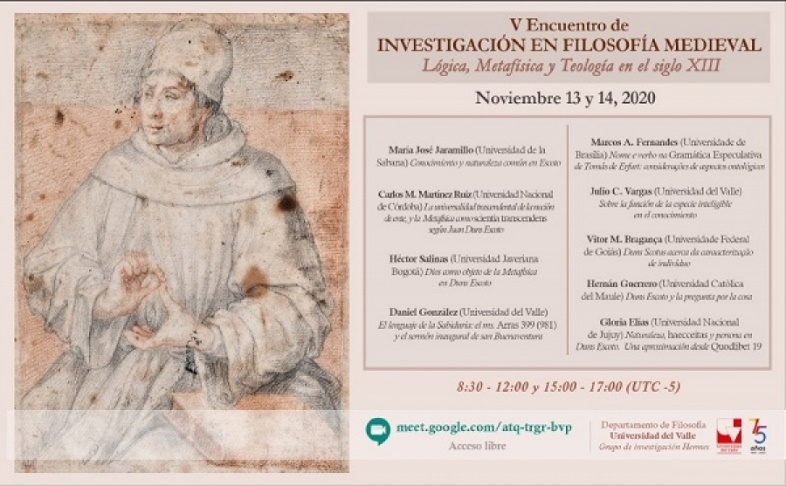 V Encuentro de
INVESTIGACIÓN EN FILOSOFÍA MEDIEVAL
Lógica, Metafísica y Teología en el siglo XIII
Noviembre 13 y 14, 2020
María José Jaramillo (Universidad de la
Sabana) Conocimiento y naturaleza común en Escoto
Carlos M. Martínez Ruiz (Universidad Nacional
de Córdoba) La universalidad trascendental de la noción
de ente, y la Metafísica como scientia transcendens
según Juan Duns Escoto
Héctor Salinas (Universidad Javeriana
Bogotá) Dios como objeto de la Metafísica
en Duns Escoto
Daniel González (Universidad del Valle)
El lenguaje de la Sabiduría: el ms. Arras 399 (981)
y el sermón inaugural de san Buenaventura
Marcos A. Fernandes (Universidade de
Brasília) Nome e verbo na Gramática Especulativa
de Tomás de Erfurt: considerações de aspectos ontológicos
Julio C. Vargas (Universidad del Valle)
Sobre la función de la especie inteligible
en el conocimiento
Vitor M. Bragança (Universidade Federal
de Goiás) Duns Scotus acerca da caracterização
de indivíduo
Hernán Guerrero (Universidad Católica
del Maule) Duns Escoto y la pregunta por la cosa
Gloria Elías (Universidad Nacional
de Jujuy) Naturaleza, haecceitas y persona en
Duns Escoto. Una aproximación desde Quodlibet 19
8:30 - 12:00 y 15:00 - 17:00 (UTC -5)
meet.google.com/atq-trgr-bvp
Acceso libre
Departamento de Filosofía
Universidad del Valle
Grupo de investigación Hermes
75
años